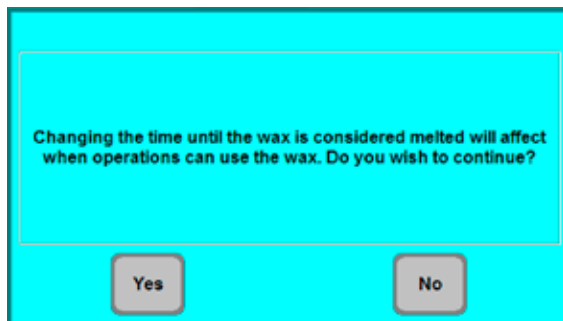 Changing the time until the wax is considered melted will affect
when operations can use the wax. Do you wish to continue?
Yes
No